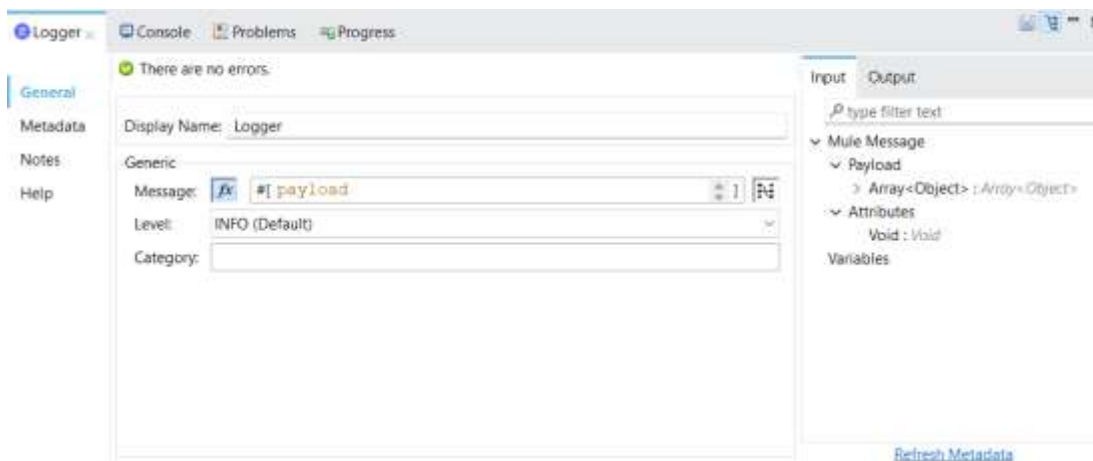 Logger
Console
Problems
Progress
There are no errors.
General
Metadata
Notes
Help
Display Name: Logger
Generic
Message: fx #[ payload ]
Level: INFO (Default)
Category:
Input
Output
type filter text
Mule Message
Payload
Array<Object> : Array<Object>
Attributes
Void : Void
Variables
Refresh Metadata